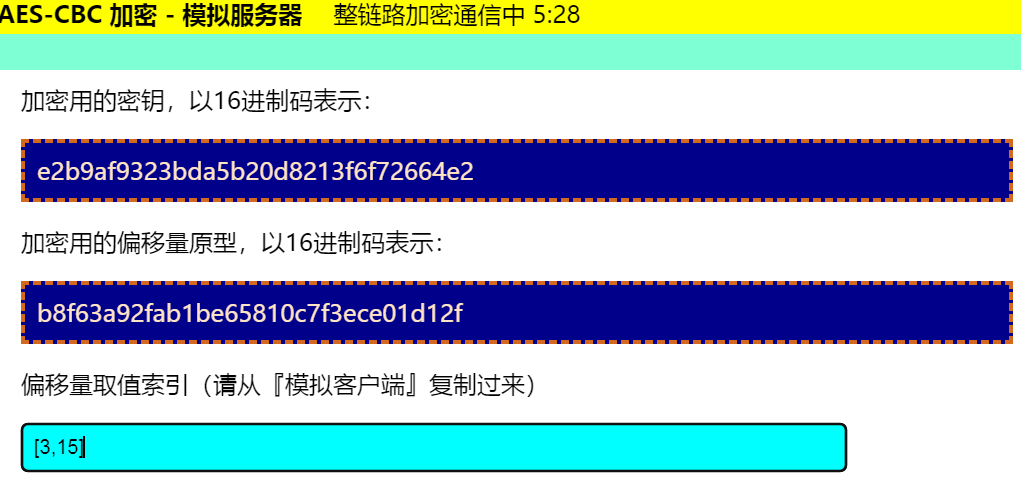 AES-CBC 加密 - 模拟服务器 整链路加密通信中 5:28
加密用的密钥，以16进制码表示：
e2b9af9323bda5b20d8213f6f72664e2
加密用的偏移量原型，以16进制码表示：
b8f63a92fab1be65810c7f3ece01d12f
偏移量取值索引（请从『模拟客户端』复制过来）
[3,15]